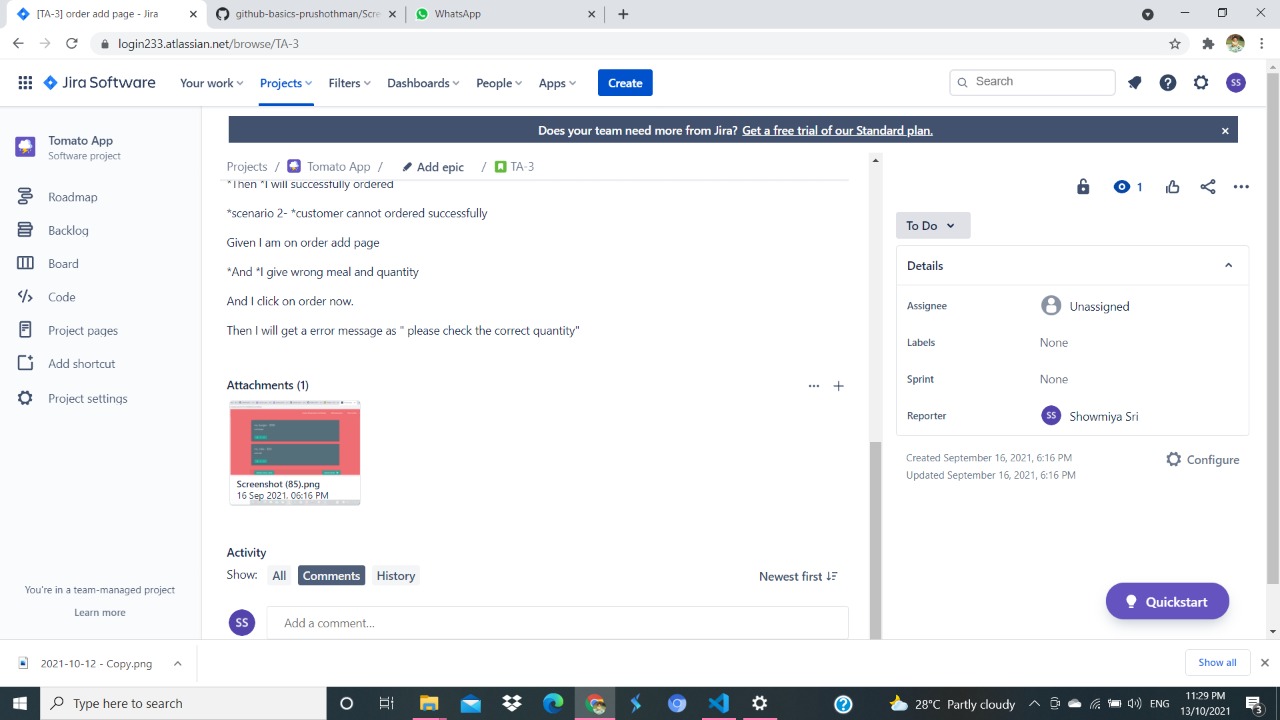 [TA-3] order add page - Jira
github-basics-prushothman/Scre
WhatsApp
login233.atlassian.net/browse/TA-3
Jira Software
Your work
Projects
Filters
Dashboards
People
Apps
Create
Search
SS
Tomato App
Software project
Roadmap
Backlog
Board
Code
Project pages
Add shortcut
Project settings
You're in a team-managed project
Learn more
Does your team need more from Jira? Get a free trial of our Standard plan.
Projects / Tomato App / Add epic / TA-3
*Then *I will successfully ordered
*scenario 2- *customer cannot ordered successfully
Given I am on order add page
*And *I give wrong meal and quantity
And I click on order now.
Then I will get a error message as " please check the correct quantity"
Attachments (1)
Screenshot (85).png
16 Sep 2021, 06:16 PM
Activity
Show:
All
Comments
History
Newest first
SS
Add a comment...
1
To Do
Details
Assignee
Unassigned
Labels
None
Sprint
None
Reporter
SS
Showmiya Sri
Created September 16, 2021, 6:16 PM
Updated September 16, 2021, 6:16 PM
Configure
Quickstart
2021-10-12 - Copy.png
Show all
Type here to search
28°C Partly cloudy
ENG
11:29 PM
13/10/2021
3